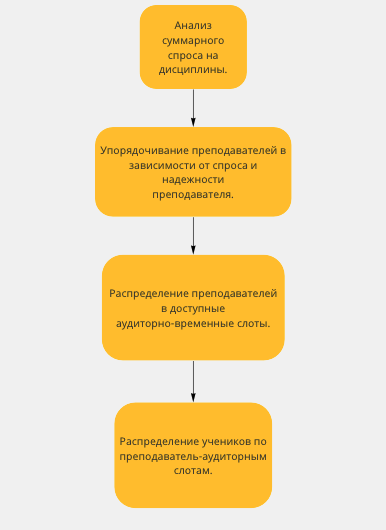 Анализ
суммарного
спроса на
дисциплины.
Упорядочивание преподавателей в
зависимости от спроса и
надежности
преподавателя.
Распределение преподавателей
в доступные
аудиторно-временные слоты.
Распределение учеников по
преподаватель-аудиторным
слотам.